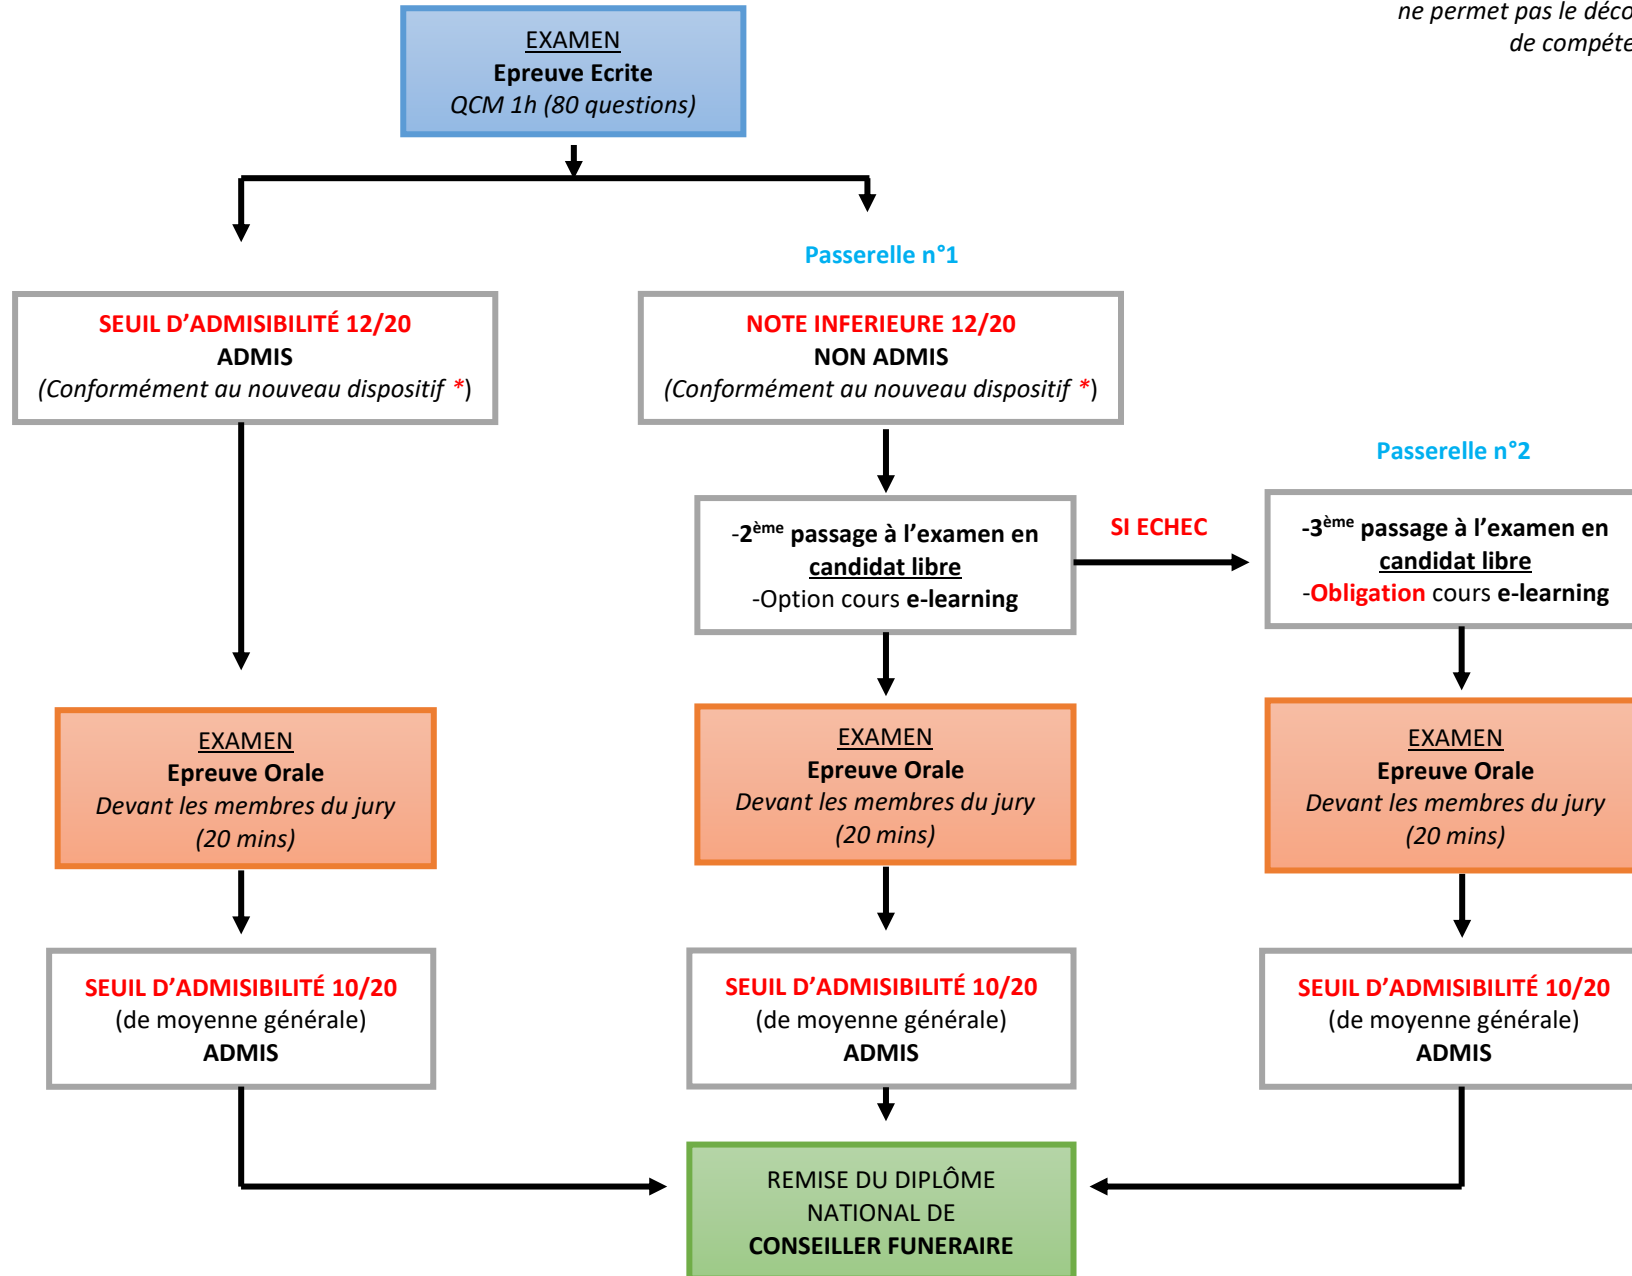 ne permet pas le déco
de compéte
EXAMEN
Epreuve Ecrite
QCM 1h (80 questions)
Passerelle n°1
SEUIL D’ADMISIBILITÉ 12/20
ADMIS
(Conformément au nouveau dispositif *)
NOTE INFERIEURE 12/20
NON ADMIS
(Conformément au nouveau dispositif *)
Passerelle n°2
-2ème passage à l’examen en
candidat libre
-Option cours e-learning
SI ECHEC
-3ème passage à l’examen en
candidat libre
-Obligation cours e-learning
EXAMEN
Epreuve Orale
Devant les membres du jury
(20 mins)
EXAMEN
Epreuve Orale
Devant les membres du jury
(20 mins)
EXAMEN
Epreuve Orale
Devant les membres du jury
(20 mins)
SEUIL D’ADMISIBILITÉ 10/20
(de moyenne générale)
ADMIS
SEUIL D’ADMISIBILITÉ 10/20
(de moyenne générale)
ADMIS
SEUIL D’ADMISIBILITÉ 10/20
(de moyenne générale)
ADMIS
REMISE DU DIPLÔME
NATIONAL DE
CONSEILLER FUNERAIRE